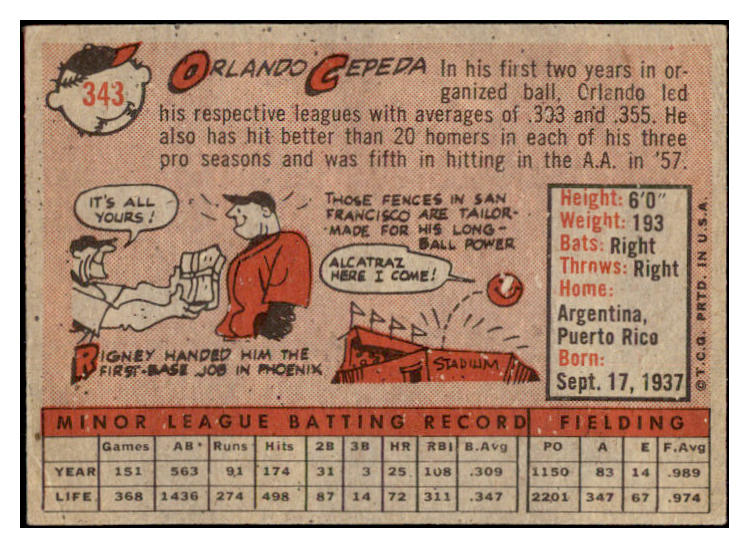 343
ORLANDO CEPEDA
In his first two years in or-
ganized ball, Orlando led
his respective leagues with averages of .393 and .355. He
also has hit better than 20 homers in each of his three
pro seasons and was fifth in hitting in the A.A. in '57.
IT'S ALL
YOURS!
RIGNEY HANDED HIM THE
FIRST-BASE JOB IN PHOENIX
THOSE FENCES IN SAN
FRANCISCO ARE TAILOR-
-MADE FOR HIS LONG-
BALL POWER
ALCATRAZ
HERE I COME!
STADIUM
Height: 6'0"
Weight: 193
Bats: Right
Throws: Right
Home:
Argentina,
Puerto Rico
Born:
Sept. 17, 1937
©T.C.G. PRTD. IN U.S.A.
MINOR LEAGUE BATTING RECORD FIELDING
Games AB Runs Hits 2B 3B HR RBI B.Avg PO A E F.Avg
YEAR 151 563 91 174 31 3 25 108 .309 1150 83 14 .989
LIFE 368 1436 274 498 87 14 72 311 .347 2201 347 67 .974